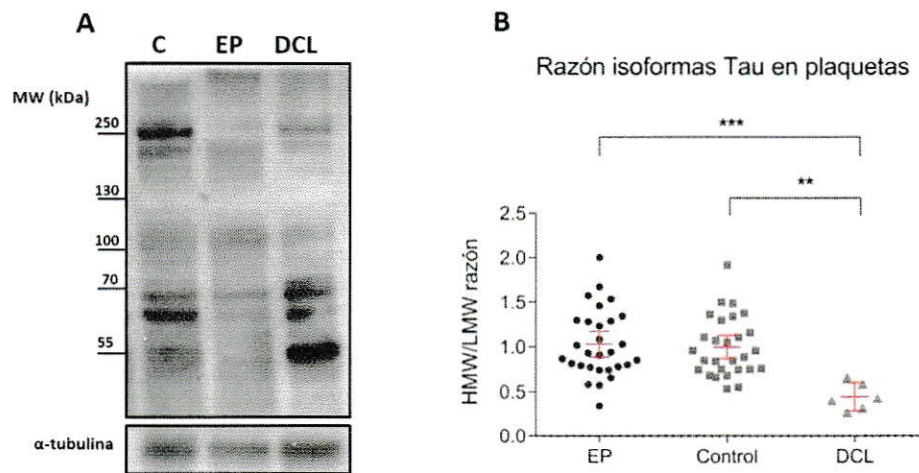 A
C EP DCL
MW (kDa)
250
130
100
70
55
α-tubulina
B
Razón isoformas Tau en plaquetas
***
**
HMW/LMW razón
2.5
2.0
1.5
1.0
0.5
0.0
EP Control DCL